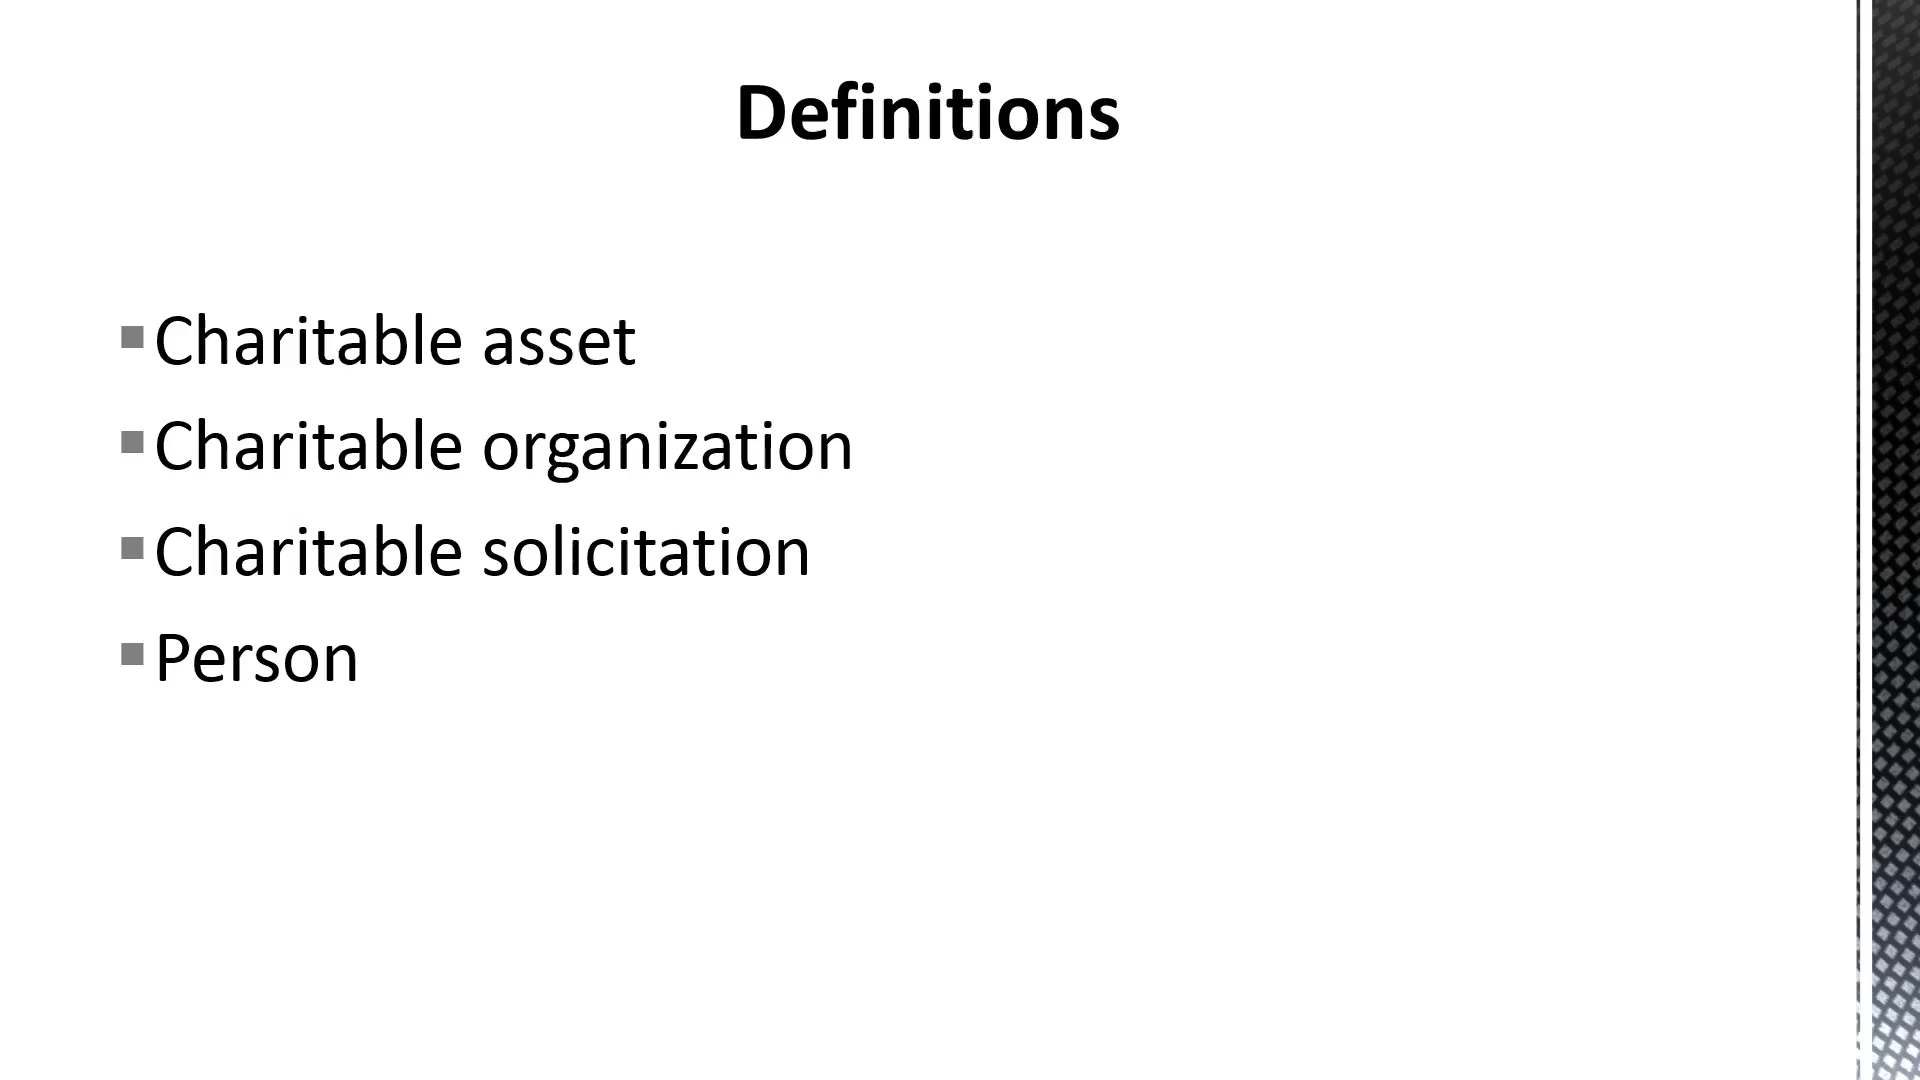 Definitions
▪Charitable asset
▪Charitable organization
▪Charitable solicitation
▪Person